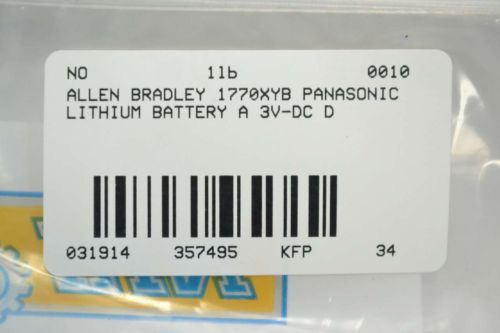 NO 1lb 0010
ALLEN BRADLEY 1770XYB PANASONIC
LITHIUM BATTERY A 3V-DC D
031914 357495 KFP 34